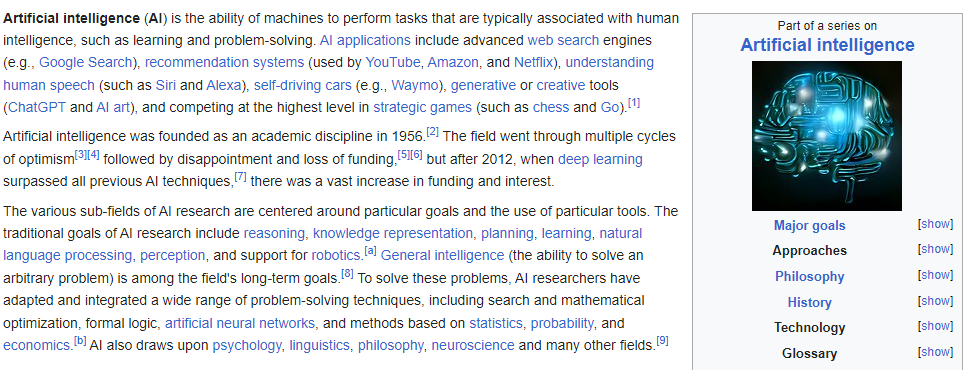 Artificial intelligence (AI) is the ability of machines to perform tasks that are typically associated with human
intelligence, such as learning and problem-solving. AI applications include advanced web search engines
(e.g., Google Search), recommendation systems (used by YouTube, Amazon, and Netflix), understanding
human speech (such as Siri and Alexa), self-driving cars (e.g., Waymo), generative or creative tools
(ChatGPT and AI art), and competing at the highest level in strategic games (such as chess and Go).[1]
Artificial intelligence was founded as an academic discipline in 1956.[2] The field went through multiple cycles
of optimism[3][4] followed by disappointment and loss of funding,[5][6] but after 2012, when deep learning
surpassed all previous AI techniques,[7] there was a vast increase in funding and interest.
The various sub-fields of AI research are centered around particular goals and the use of particular tools. The
traditional goals of AI research include reasoning, knowledge representation, planning, learning, natural
language processing, perception, and support for robotics.[a] General intelligence (the ability to solve an
arbitrary problem) is among the field's long-term goals.[8] To solve these problems, AI researchers have
adapted and integrated a wide range of problem-solving techniques, including search and mathematical
optimization, formal logic, artificial neural networks, and methods based on statistics, probability, and
economics.[b] AI also draws upon psychology, linguistics, philosophy, neuroscience and many other fields.[9]
Part of a series on
Artificial intelligence
Major goals [show]
Approaches [show]
Philosophy [show]
History [show]
Technology [show]
Glossary [show]